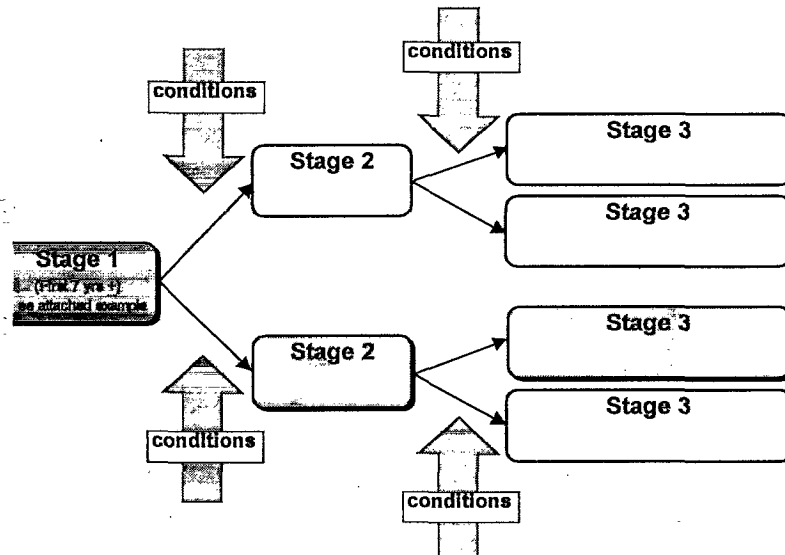 conditions
conditions
Stage 3
Stage 2
Stage 3
Stage 1
(First 7 yrs +)
attached example
Stage 3
Stage 2
Stage 3
conditions
conditions